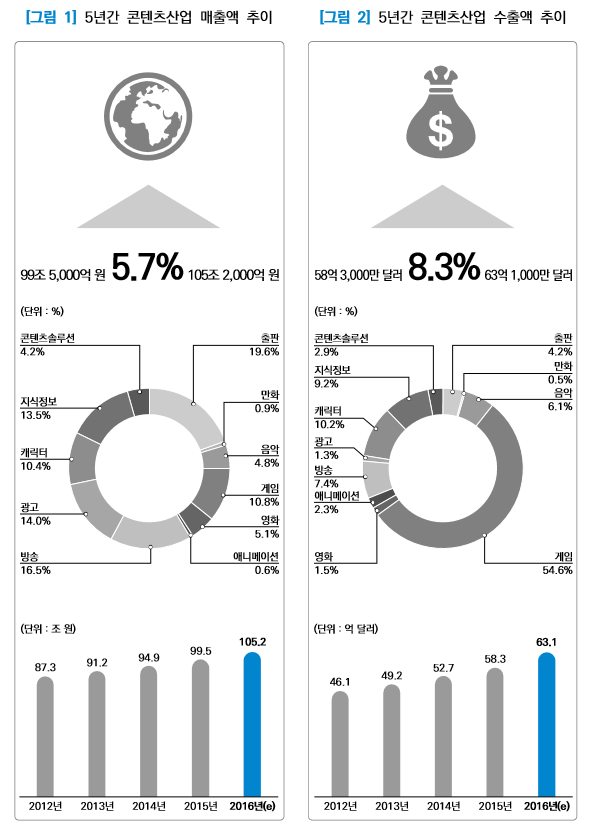 [그림 1] 5년간 콘텐츠산업 매출액 추이
99조 5,000억 원 5.7% 105조 2,000억 원
(단위 : %)
콘텐츠솔루션
4.2%
출판
19.6%
지식정보
13.5%
만화
0.9%
캐릭터
10.4%
음악
4.8%
광고
14.0%
게임
10.8%
영화
5.1%
방송
16.5%
애니메이션
0.6%
(단위 : 조 원)
87.3
91.2
94.9
99.5
105.2
2012년 2013년 2014년 2015년 2016년(e)
[그림 2] 5년간 콘텐츠산업 수출액 추이
$
58억 3,000만 달러 8.3% 63억 1,000만 달러
(단위 : %)
콘텐츠솔루션
2.9%
출판
4.2%
지식정보
9.2%
만화
0.5%
음악
6.1%
캐릭터
10.2%
광고
1.3%
방송
7.4%
애니메이션
2.3%
영화
1.5%
게임
54.6%
(단위 : 억 달러)
46.1
49.2
52.7
58.3
63.1
2012년 2013년 2014년 2015년 2016년(e)